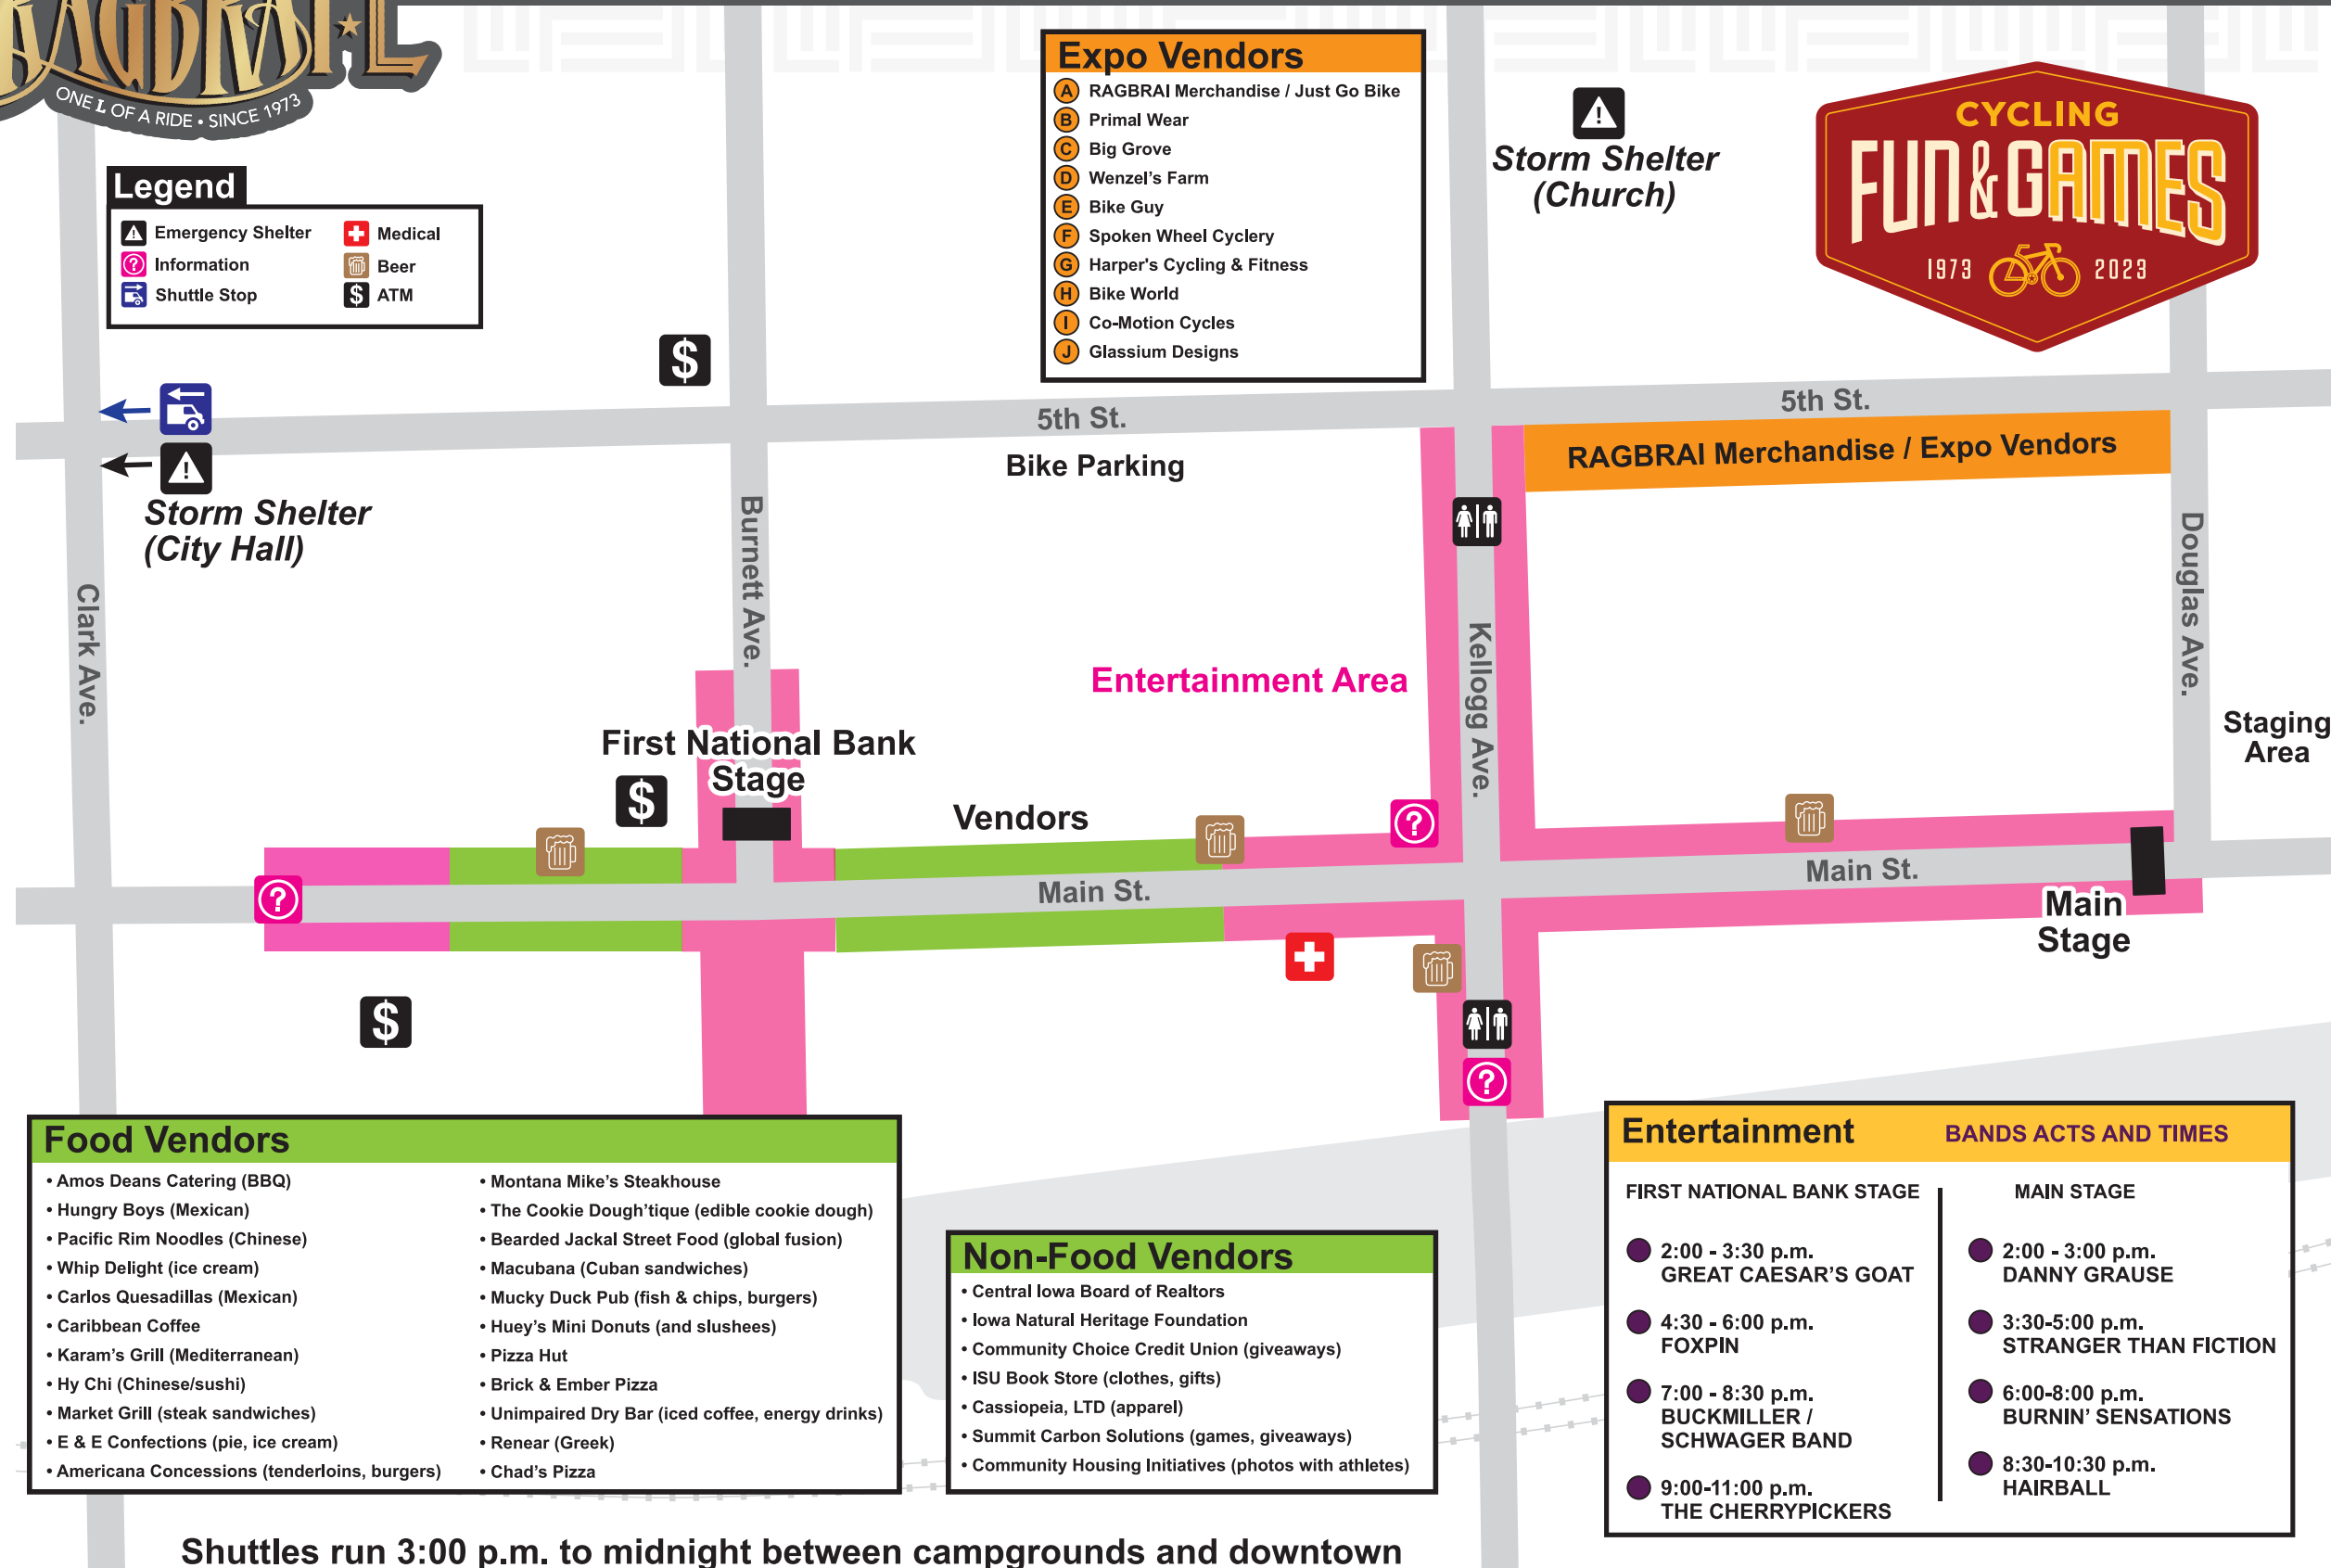 RAGBRAI L
ONE L OF A RIDE • SINCE 1973
Legend
Emergency Shelter
Information
Shuttle Stop
Medical
Beer
$ ATM
Expo Vendors
A RAGBRAI Merchandise / Just Go Bike
B Primal Wear
C Big Grove
D Wenzel's Farm
E Bike Guy
F Spoken Wheel Cyclery
G Harper's Cycling & Fitness
H Bike World
I Co-Motion Cycles
J Glassium Designs
Storm Shelter
(Church)
CYCLING
FUN & GAMES
1973 2023
$
5th St.
5th St.
Bike Parking
RAGBRAI Merchandise / Expo Vendors
Storm Shelter
(City Hall)
Clark Ave.
Burnett Ave.
Kellogg Ave.
Douglas Ave.
Entertainment Area
Staging
Area
First National Bank
Stage
$
Vendors
?
?
Main St.
Main St.
Main
Stage
$
?
Food Vendors
• Amos Deans Catering (BBQ)
• Hungry Boys (Mexican)
• Pacific Rim Noodles (Chinese)
• Whip Delight (ice cream)
• Carlos Quesadillas (Mexican)
• Caribbean Coffee
• Karam's Grill (Mediterranean)
• Hy Chi (Chinese/sushi)
• Market Grill (steak sandwiches)
• E & E Confections (pie, ice cream)
• Americana Concessions (tenderloins, burgers)
• Montana Mike's Steakhouse
• The Cookie Dough'tique (edible cookie dough)
• Bearded Jackal Street Food (global fusion)
• Macubana (Cuban sandwiches)
• Mucky Duck Pub (fish & chips, burgers)
• Huey's Mini Donuts (and slushees)
• Pizza Hut
• Brick & Ember Pizza
• Unimpaired Dry Bar (iced coffee, energy drinks)
• Renear (Greek)
• Chad's Pizza
Non-Food Vendors
• Central Iowa Board of Realtors
• Iowa Natural Heritage Foundation
• Community Choice Credit Union (giveaways)
• ISU Book Store (clothes, gifts)
• Cassiopeia, LTD (apparel)
• Summit Carbon Solutions (games, giveaways)
• Community Housing Initiatives (photos with athletes)
Entertainment BANDS ACTS AND TIMES
FIRST NATIONAL BANK STAGE
2:00 - 3:30 p.m.
GREAT CAESAR'S GOAT
4:30 - 6:00 p.m.
FOXPIN
7:00 - 8:30 p.m.
BUCKMILLER /
SCHWAGER BAND
9:00-11:00 p.m.
THE CHERRYPICKERS
MAIN STAGE
2:00 - 3:00 p.m.
DANNY GRAUSE
3:30-5:00 p.m.
STRANGER THAN FICTION
6:00-8:00 p.m.
BURNIN' SENSATIONS
8:30-10:30 p.m.
HAIRBALL
Shuttles run 3:00 p.m. to midnight between campgrounds and downtown